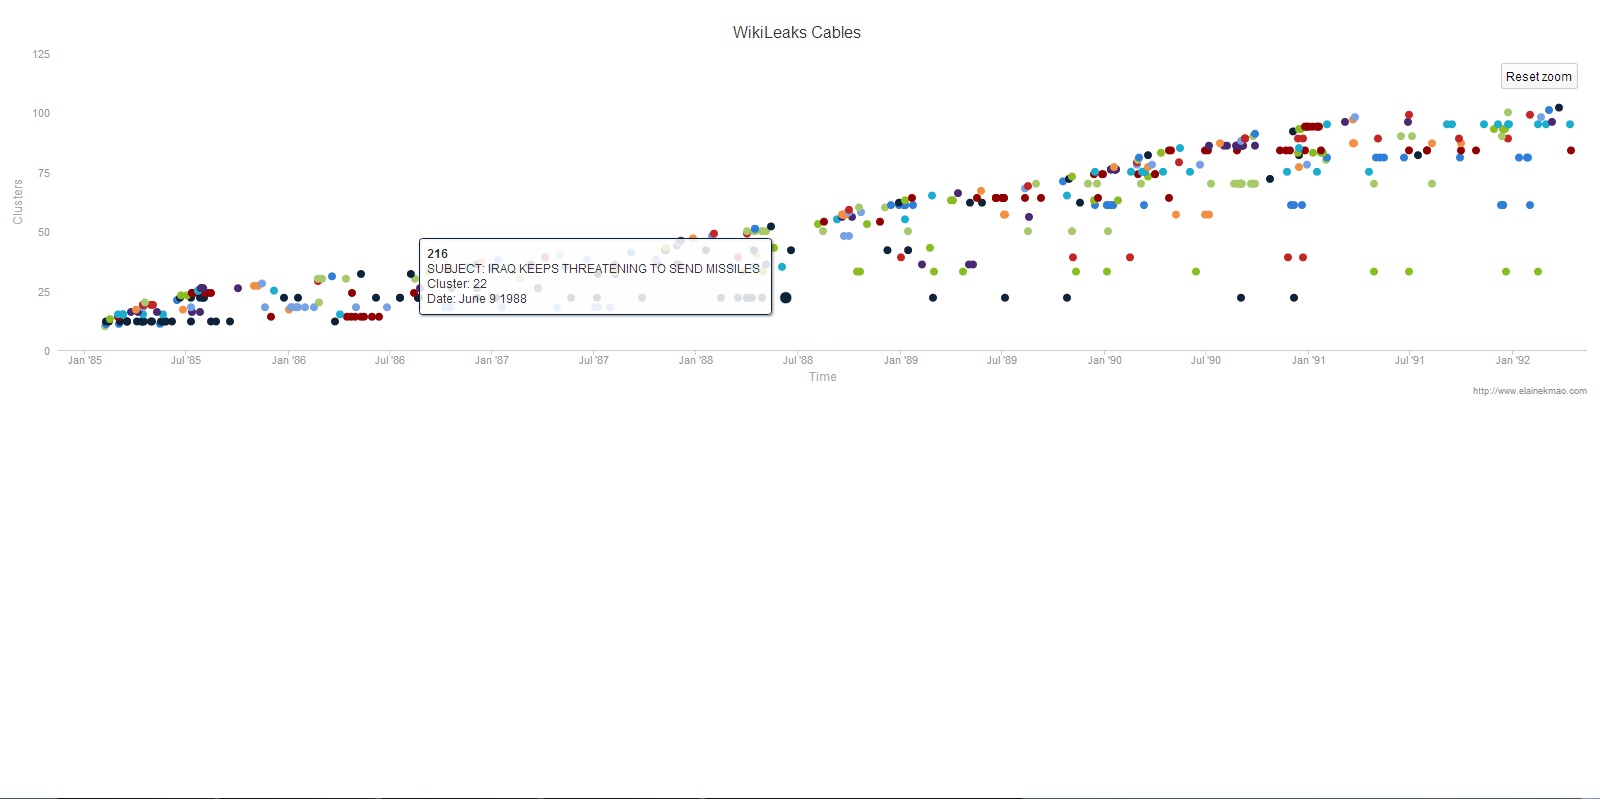 WikiLeaks Cables
125
Reset zoom
100
75
Clusters
50
216
SUBJECT: IRAQ KEEPS THREATENING TO SEND MISSILES
Cluster: 22
Date: June 9 1988
25
0
Jan '85 Jul '85 Jan '86 Jul '86 Jan '87 Jul '87 Jan '88 Jul '88 Jan '89 Jul '89 Jan '90 Jul '90 Jan '91 Jul '91 Jan '92
Time
http://www.elainekmao.com